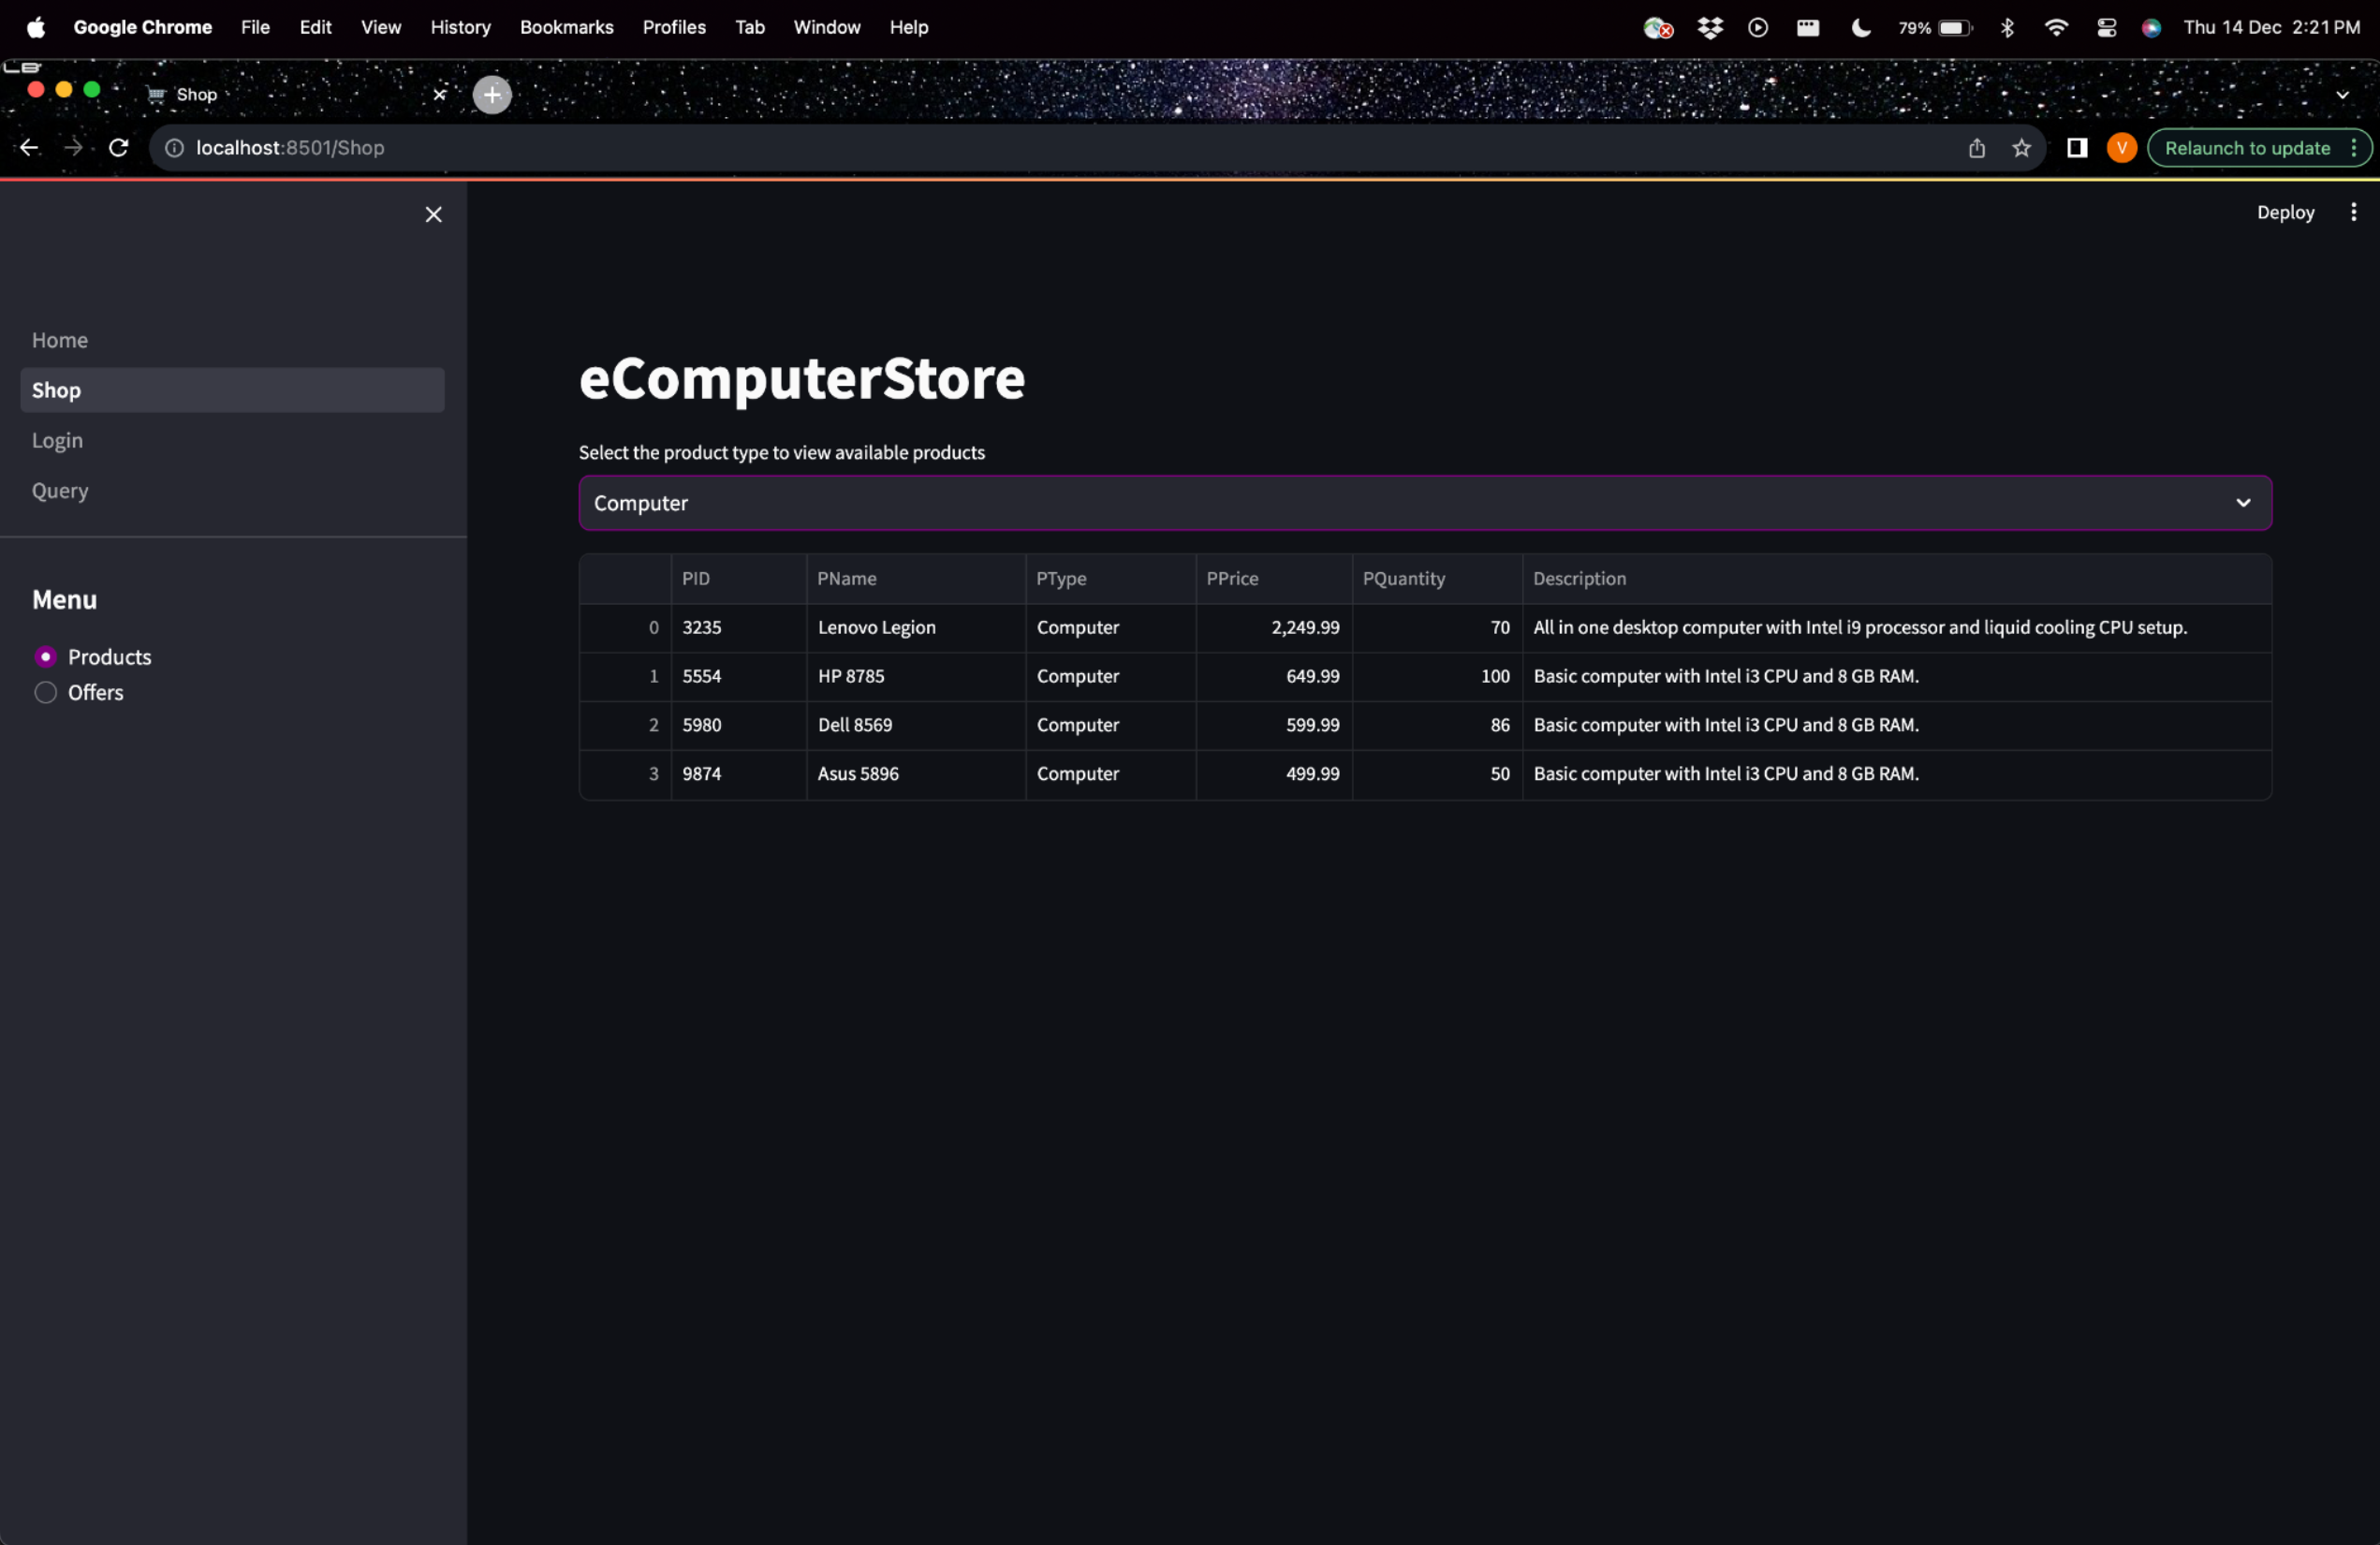 Google Chrome File Edit View History Bookmarks Profiles Tab Window Help 79% Thu 14 Dec 2:21 PM
Shop
localhost:8501/Shop V Relaunch to update
Deploy
Home
Shop
Login
Query
Menu
Products
Offers
eComputerStore
Select the product type to view available products
Computer
PID PName PType PPrice PQuantity Description
0 3235 Lenovo Legion Computer 2,249.99 70 All in one desktop computer with Intel i9 processor and liquid cooling CPU setup.
1 5554 HP 8785 Computer 649.99 100 Basic computer with Intel i3 CPU and 8 GB RAM.
2 5980 Dell 8569 Computer 599.99 86 Basic computer with Intel i3 CPU and 8 GB RAM.
3 9874 Asus 5896 Computer 499.99 50 Basic computer with Intel i3 CPU and 8 GB RAM.